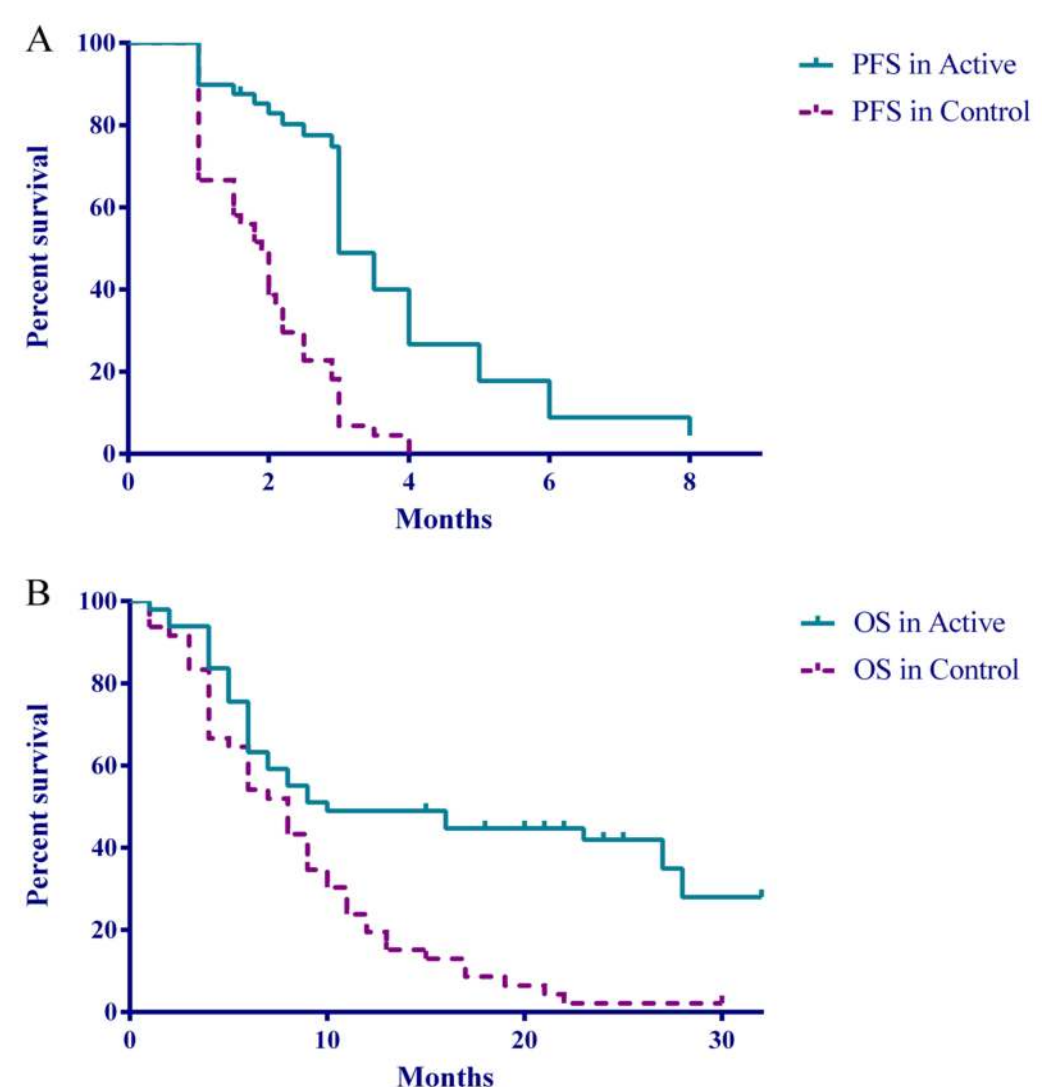 A
100
80
60
40
20
0
Percent survival
0 2 4 6 8
Months
PFS in Active
PFS in Control
B
100
80
60
40
20
0
Percent survival
0 10 20 30
Months
OS in Active
OS in Control